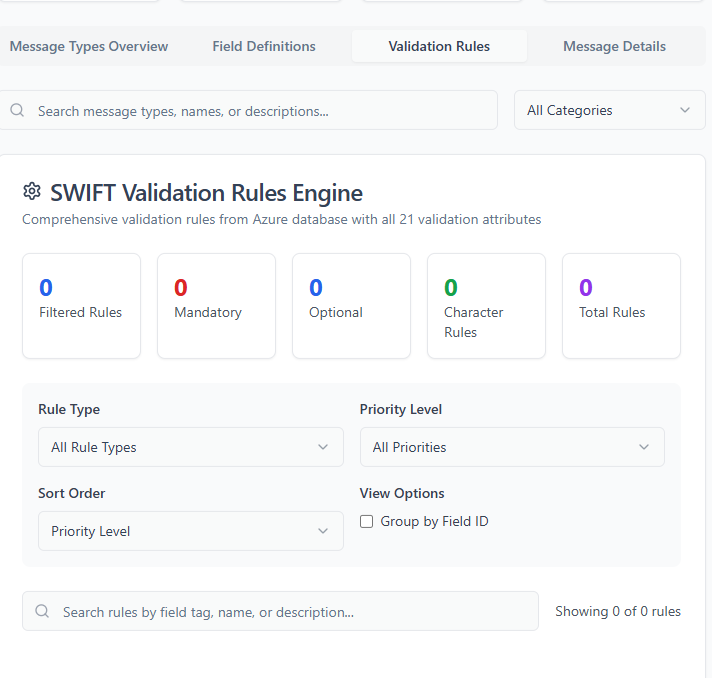 Message Types Overview Field Definitions Validation Rules Message Details
Search message types, names, or descriptions... All Categories
SWIFT Validation Rules Engine
Comprehensive validation rules from Azure database with all 21 validation attributes
0 0 0 0 0
Filtered Rules Mandatory Optional Character Total Rules
Rules
Rule Type Priority Level
All Rule Types All Priorities
Sort Order View Options
Priority Level Group by Field ID
Search rules by field tag, name, or description... Showing 0 of 0 rules